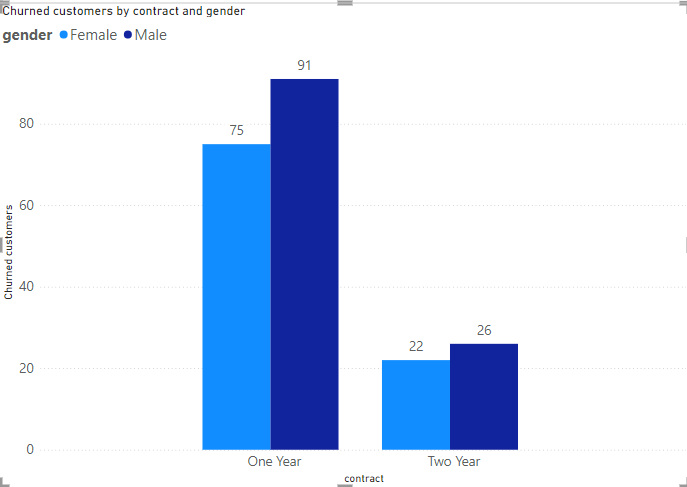 Churned customers by contract and gender
gender Female Male
91
80
75
60
Churned customers
40
26
22
20
0
One Year Two Year
contract